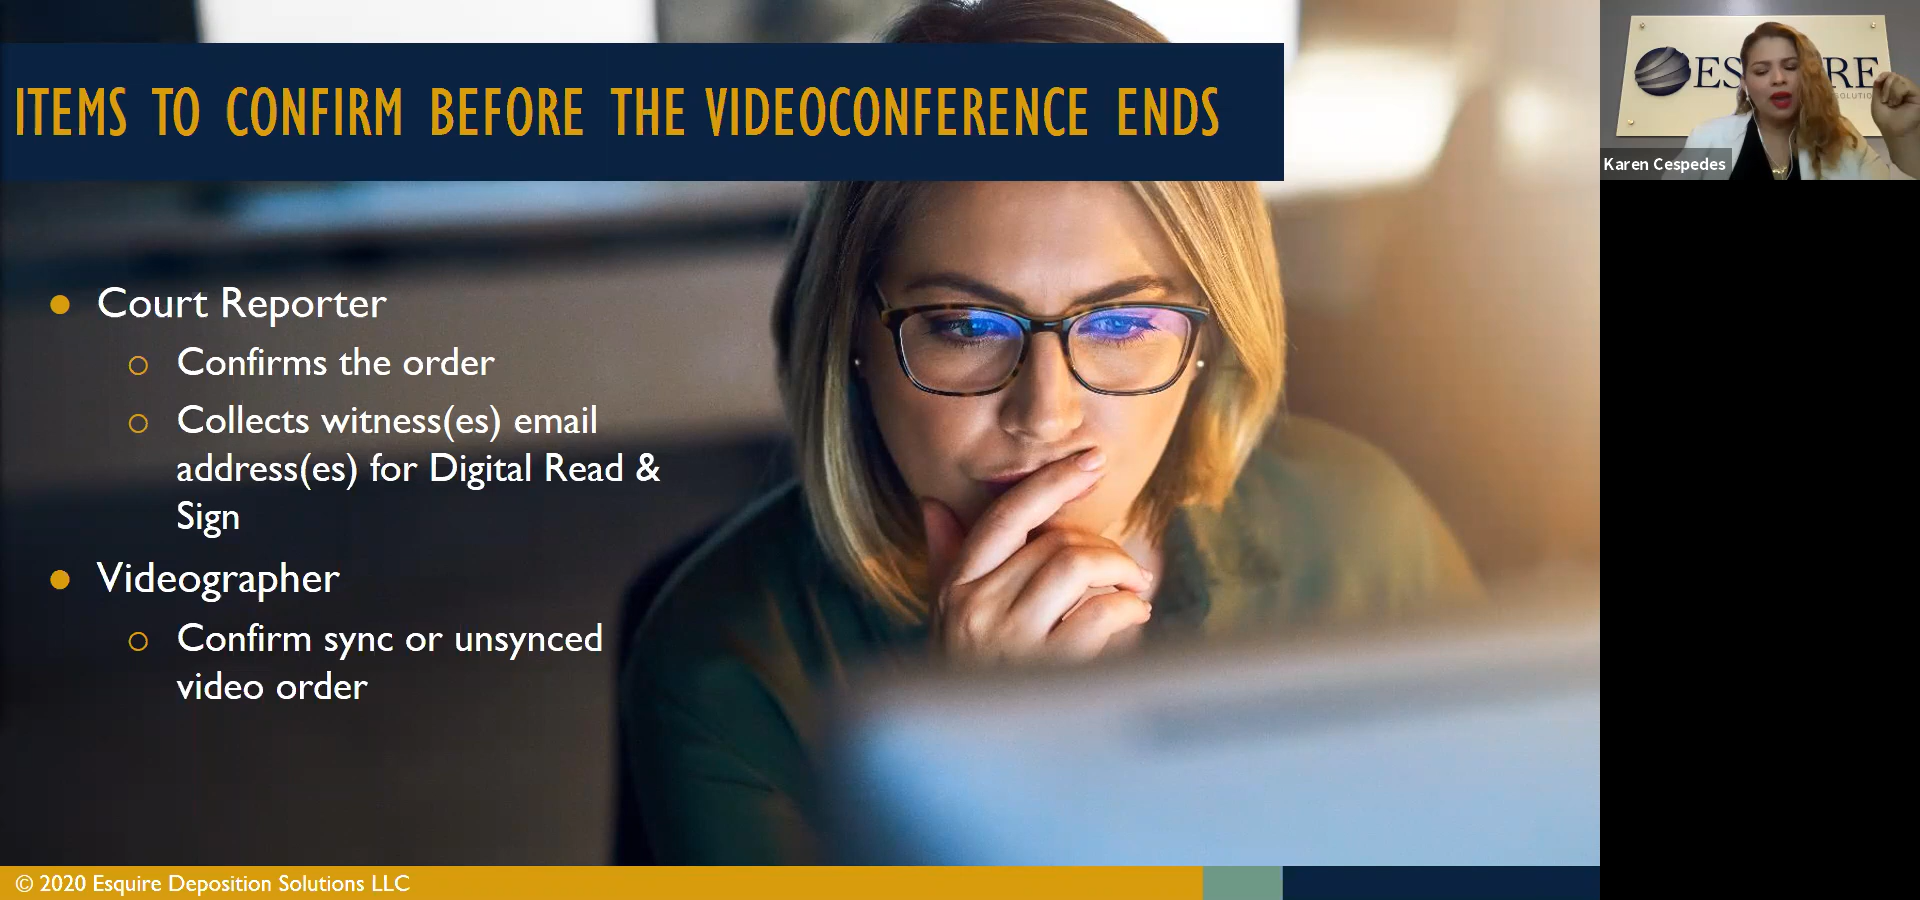 ITEMS TO CONFIRM BEFORE THE VIDEOCONFERENCE ENDS
Court Reporter
Confirms the order
Collects witness(es) email
address(es) for Digital Read &
Sign
Videographer
Confirm sync or unsynced
video order
© 2020 Esquire Deposition Solutions LLC
Karen Cespedes